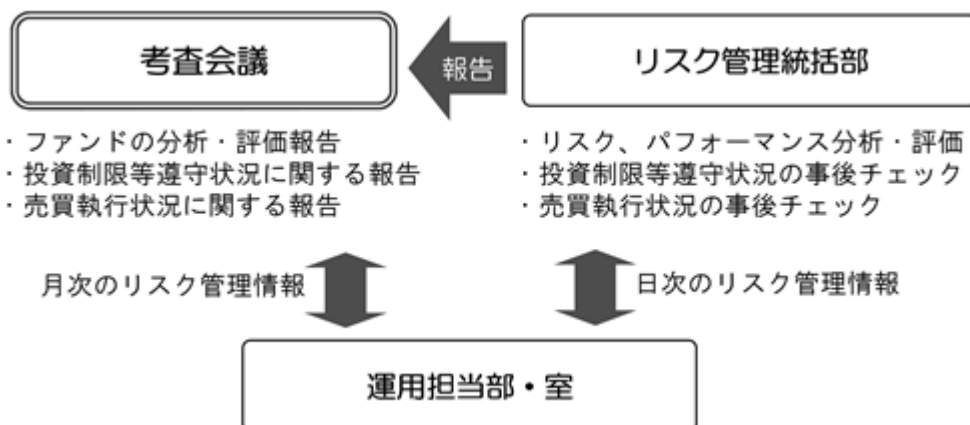 考査会議
報告
リスク管理統括部
・ファンドの分析・評価報告
・投資制限等遵守状況に関する報告
・売買執行状況に関する報告
・リスク、パフォーマンス分析・評価
・投資制限等遵守状況の事後チェック
・売買執行状況の事後チェック
月次のリスク管理情報
日次のリスク管理情報
運用担当部・室